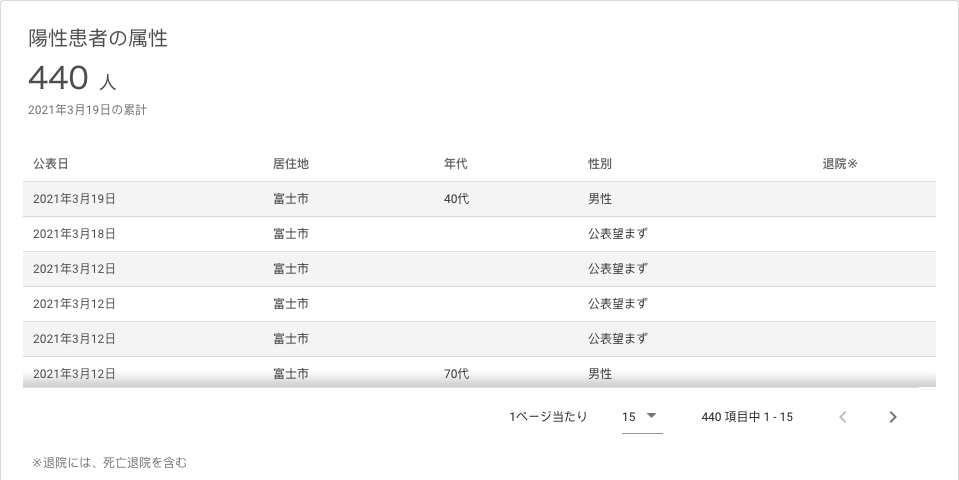 陽性患者の属性
440 人
2021年3月19日の累計
公表日 居住地 年代 性別 退院※
2021年3月19日 富士市 40代 男性
2021年3月18日 富士市 公表望まず
2021年3月12日 富士市 公表望まず
2021年3月12日 富士市 公表望まず
2021年3月12日 富士市 公表望まず
2021年3月12日 富士市 70代 男性
1ページ当たり 15 440 項目中 1 - 15
※退院には、死亡退院を含む